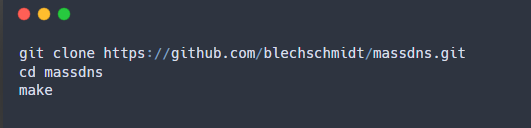 git clone https://github.com/blechschmidt/massdns.git
cd massdns
make